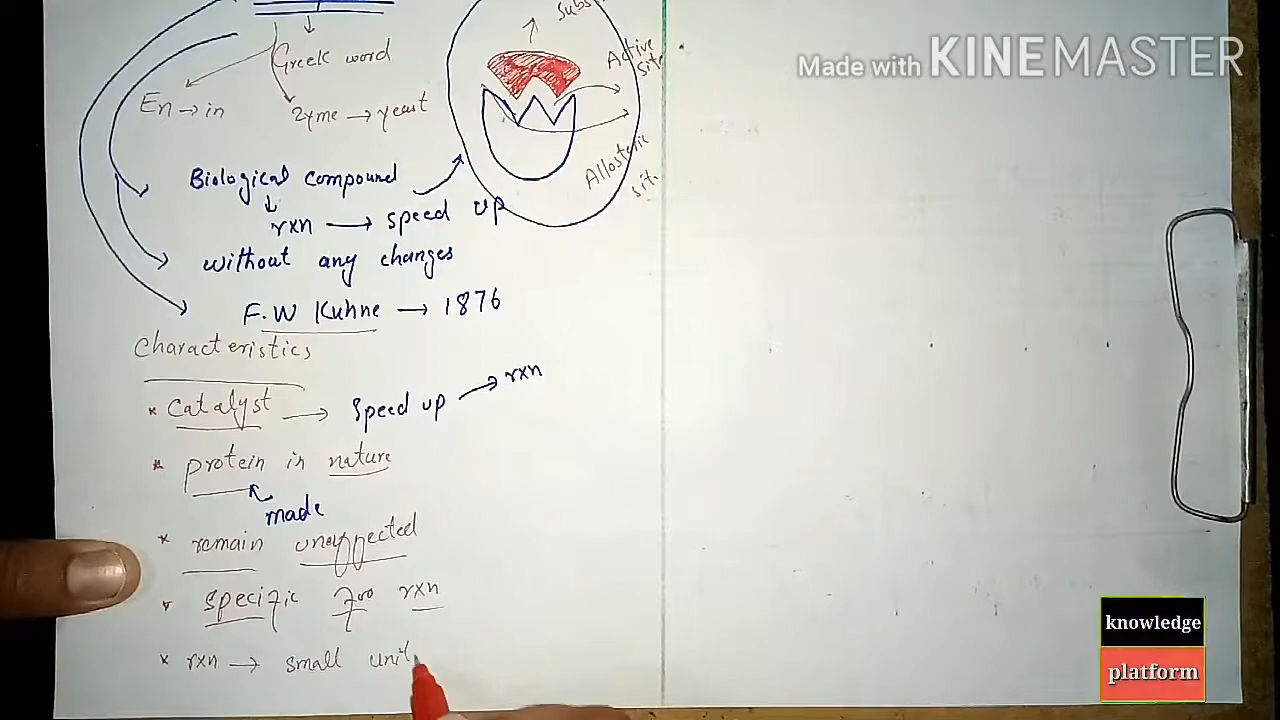 Subs
Active
Site
Greek word
En → in
Zyme → yeast
Allosteric
site
Biological compound
rxn → speed up
without any changes
F.W Kuhne → 1876
Characteristics
* Catalyst → speed up → rxn
* protein in nature
made
* remain unaffected
* specific for rxn
* rxn → small unit
Made with KINEMASTER
knowledge
platform